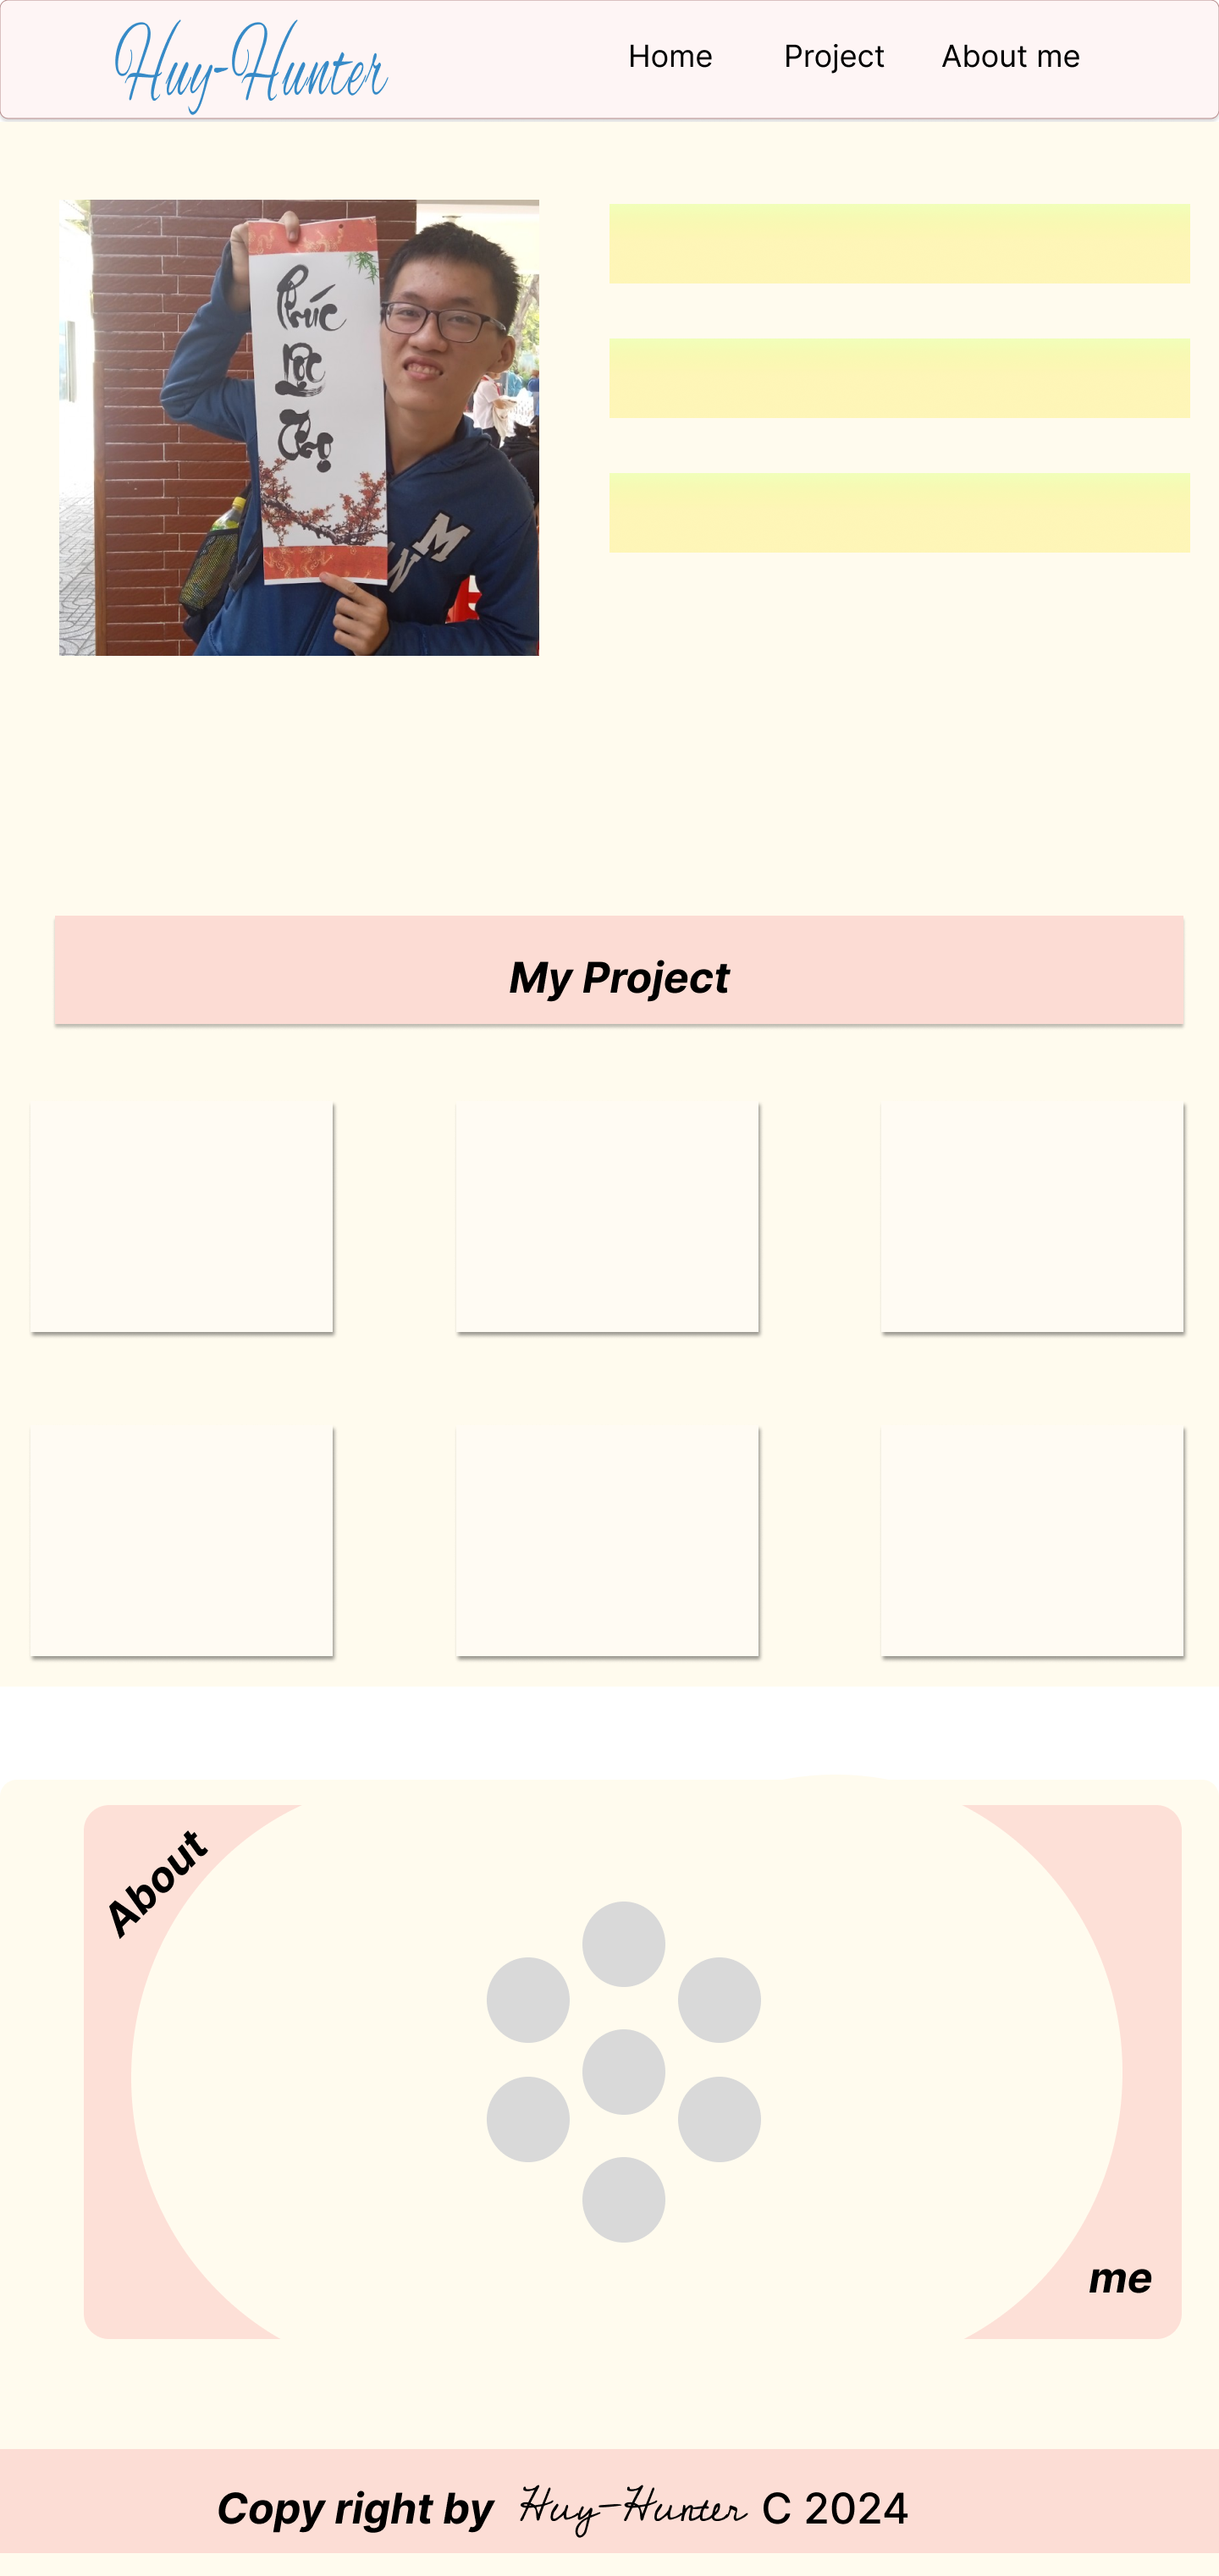 Huy-Hunter
Home Project About me
Phúc
Lộc
Thọ
M
N
My Project
About
me
Copy right by Huy-Hunter C 2024